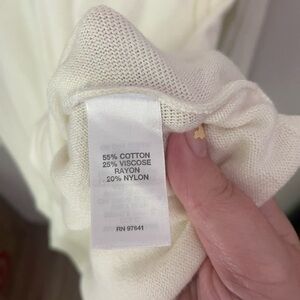 55% COTTON
25% VISCOSE
RAYON
20% NYLON
RN 97641